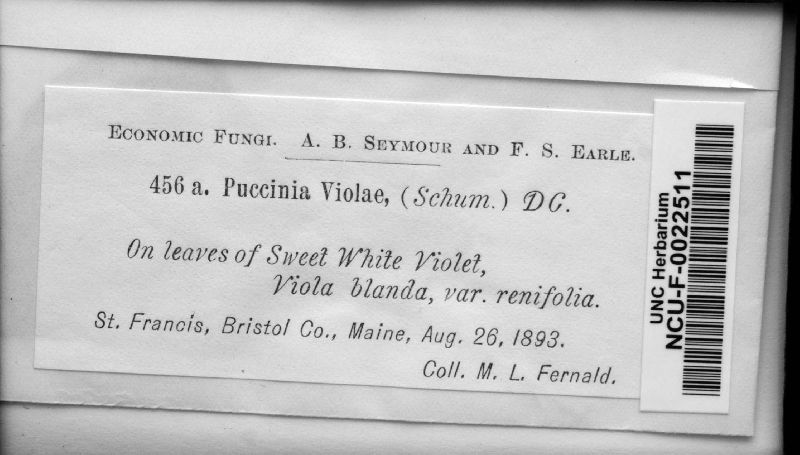 Economic Fungi. A. B. Seymour and F. S. Earle.
456 a. Puccinia Violae, (Schum.) DC.
On leaves of Sweet White Violet,
Viola blanda, var. renifolia.
St. Francis, Bristol Co., Maine, Aug. 26, 1893.
Coll. M. L. Fernald.
UNC Herbarium
NCU-F-0022511